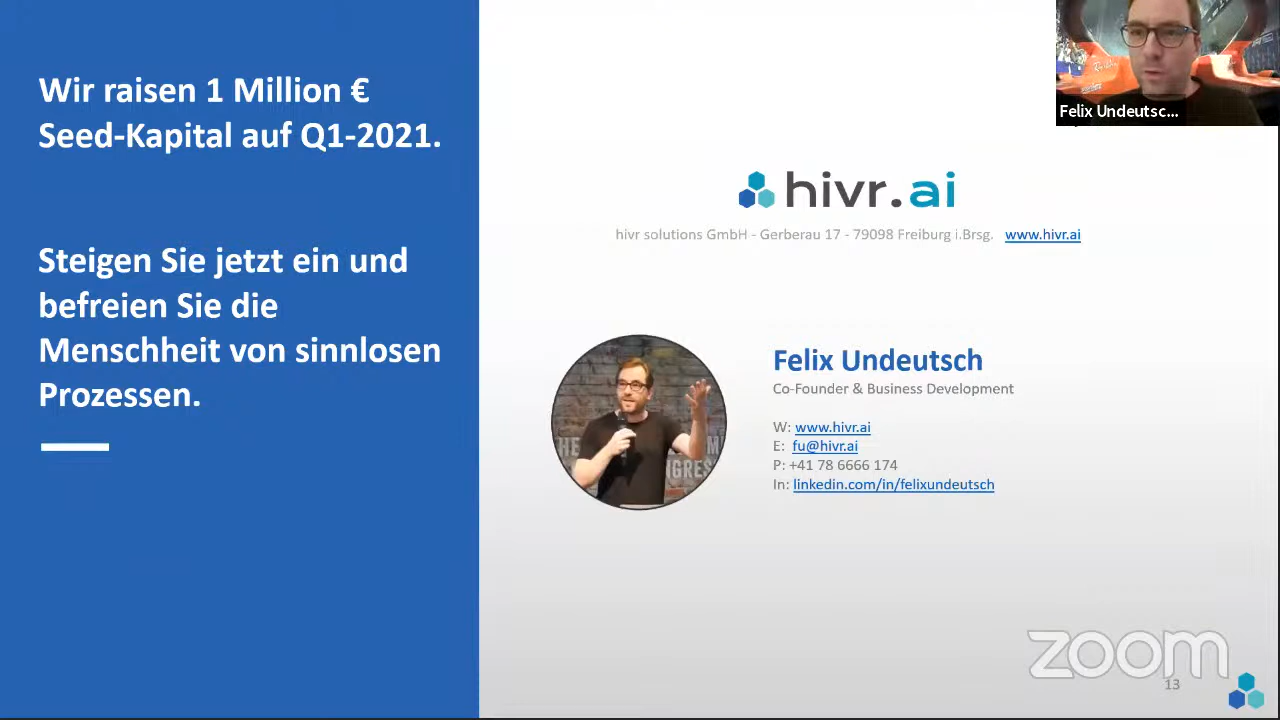 Wir raisen 1 Million €
Seed-Kapital auf Q1-2021.
Steigen Sie jetzt ein und
befreien Sie die
Menschheit von sinnlosen
Prozessen.
Felix Undeutsc...
hivr.ai
hivr solutions GmbH - Gerberau 17 - 79098 Freiburg i.Brsg. www.hivr.ai
Felix Undeutsch
Co-Founder & Business Development
W: www.hivr.ai
E: fu@hivr.ai
P: +41 78 6666 174
In: linkedin.com/in/felixundeutsch
zoom
13